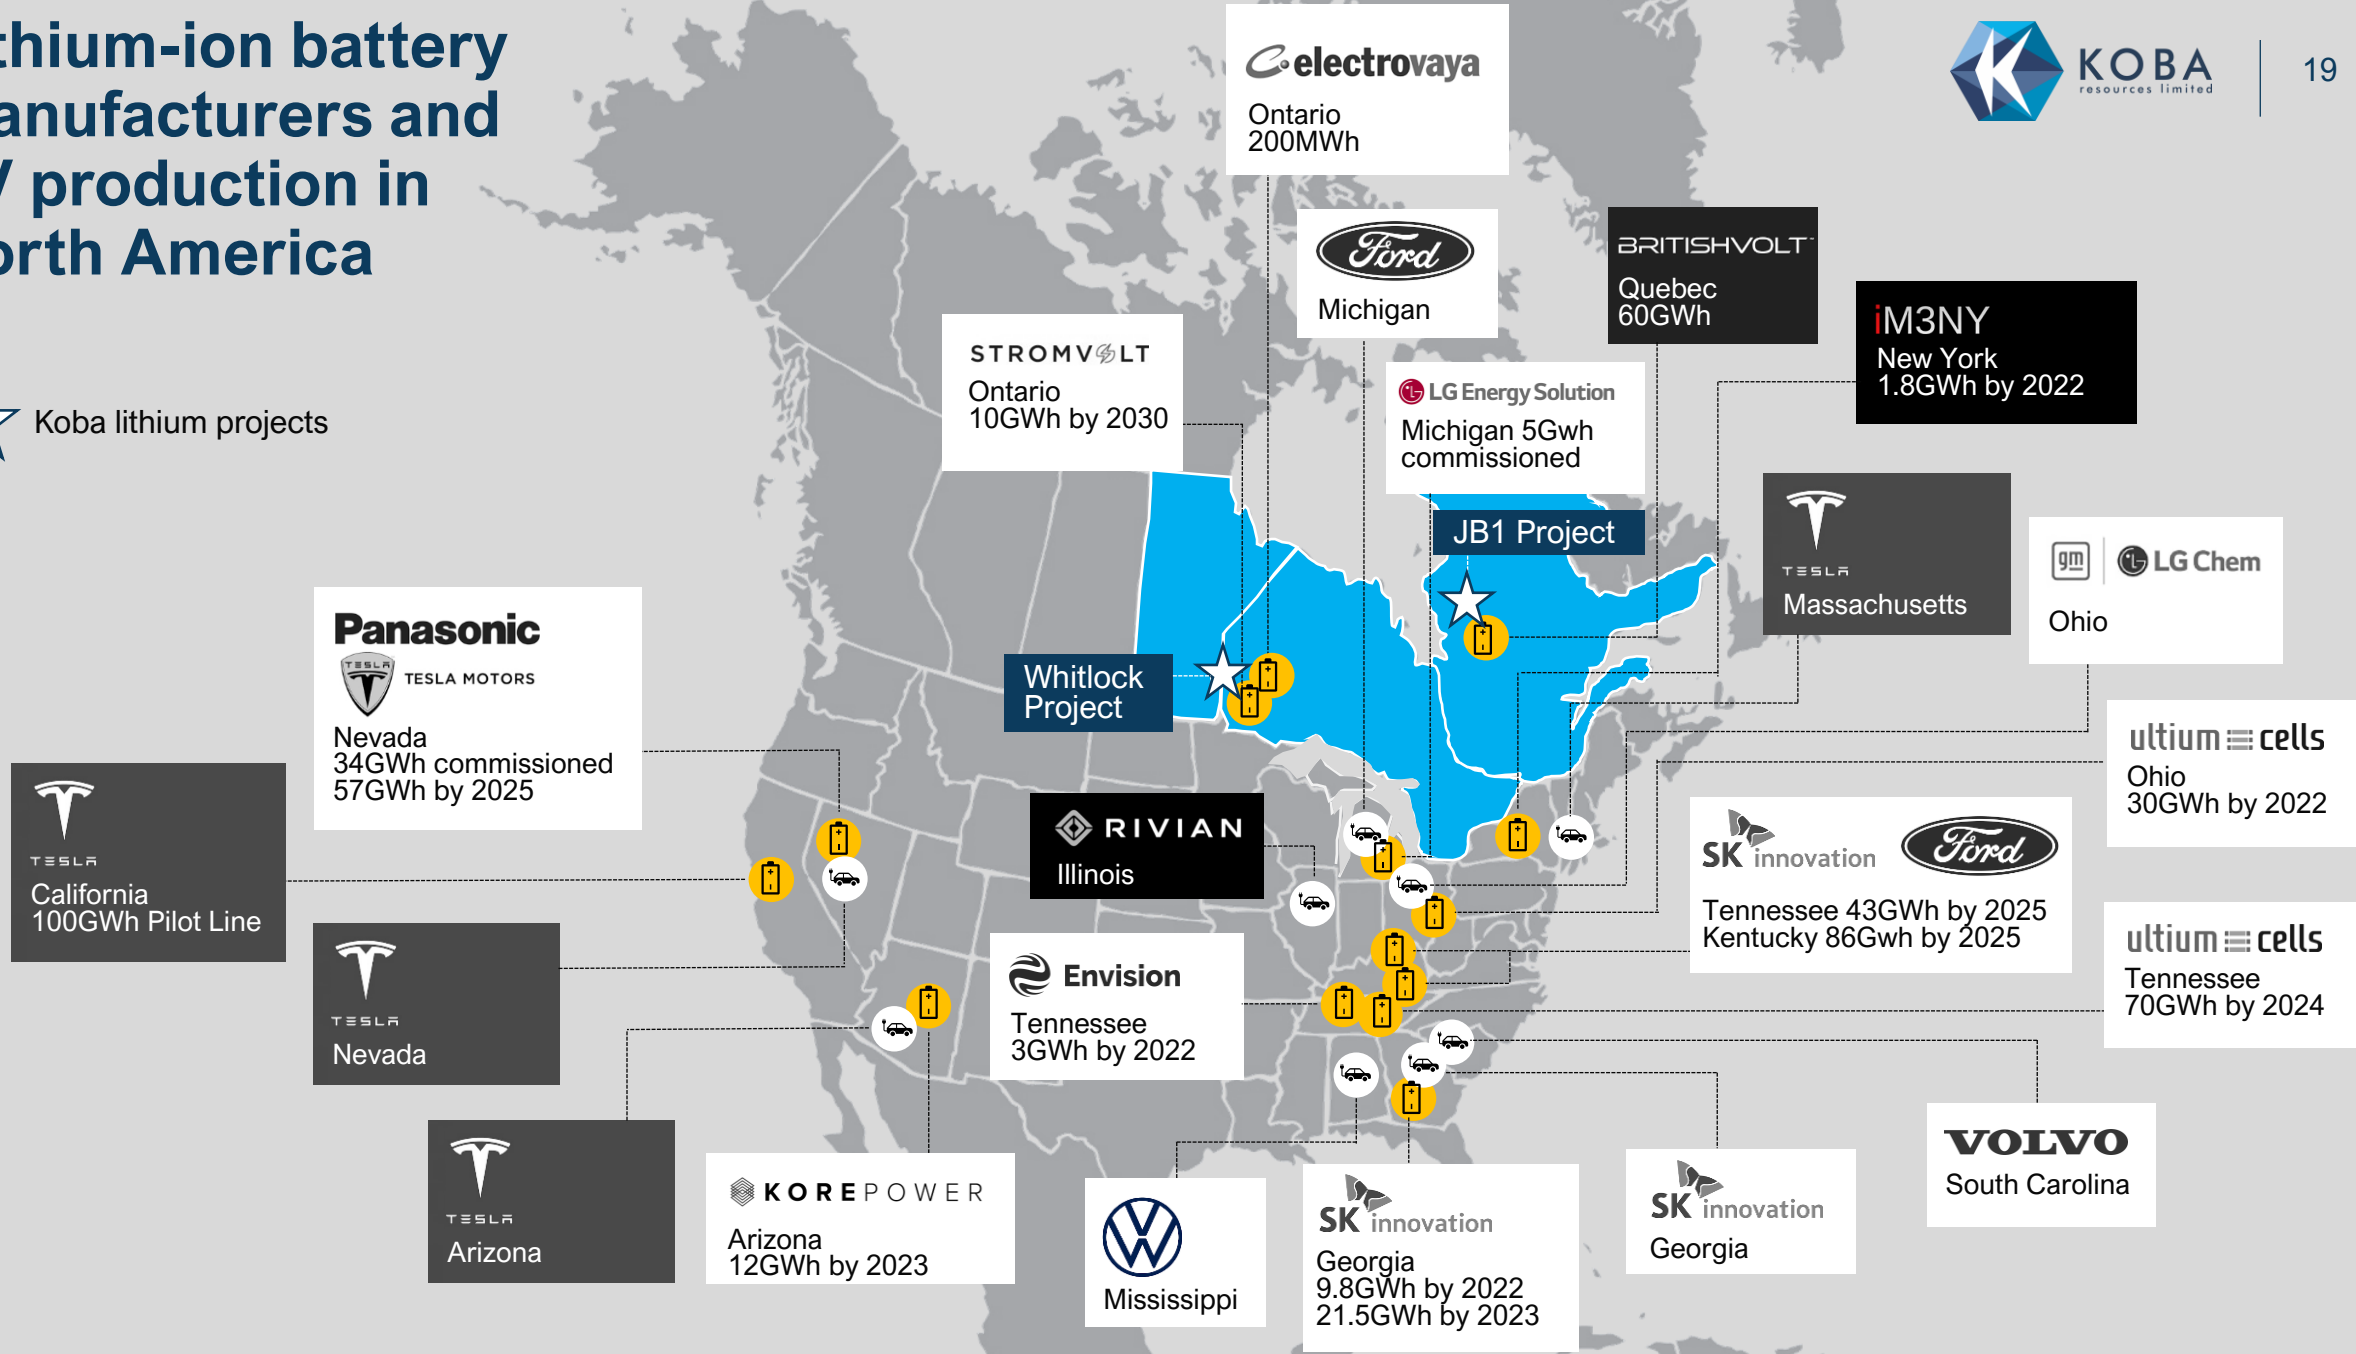 thium-ion battery
anufacturers and
V production in
orth America
Koba lithium projects
KOBA
resources limited
19
electrovaya
Ontario
200MWh
Ford
Michigan
BRITISHVOLT
Quebec
60GWh
iM3NY
New York
1.8GWh by 2022
STROMVOLT
Ontario
10GWh by 2030
LG Energy Solution
Michigan 5Gwh
commissioned
JB1 Project
TESLA
Massachusetts
gm LG Chem
Ohio
Panasonic
TESLA
TESLA MOTORS
Nevada
34GWh commissioned
57GWh by 2025
Whitlock
Project
ultium cells
Ohio
30GWh by 2022
TESLA
California
100GWh Pilot Line
RIVIAN
Illinois
SK innovation Ford
Tennessee 43GWh by 2025
Kentucky 86Gwh by 2025
TESLA
Nevada
Envision
Tennessee
3GWh by 2022
ultium cells
Tennessee
70GWh by 2024
TESLA
Arizona
KOREPOWER
Arizona
12GWh by 2023
VW
Mississippi
SK innovation
Georgia
9.8GWh by 2022
21.5GWh by 2023
SK innovation
Georgia
VOLVO
South Carolina